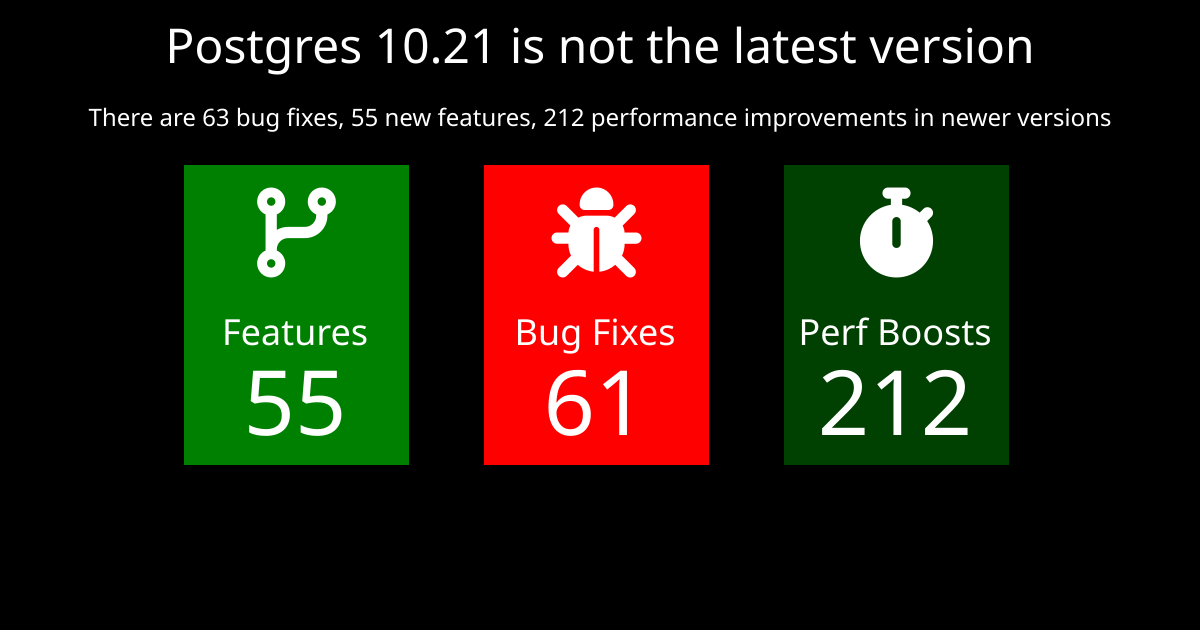 Postgres 10.21 is not the latest version
There are 63 bug fixes, 55 new features, 212 performance improvements in newer versions
Features
55
Bug Fixes
61
Perf Boosts
212